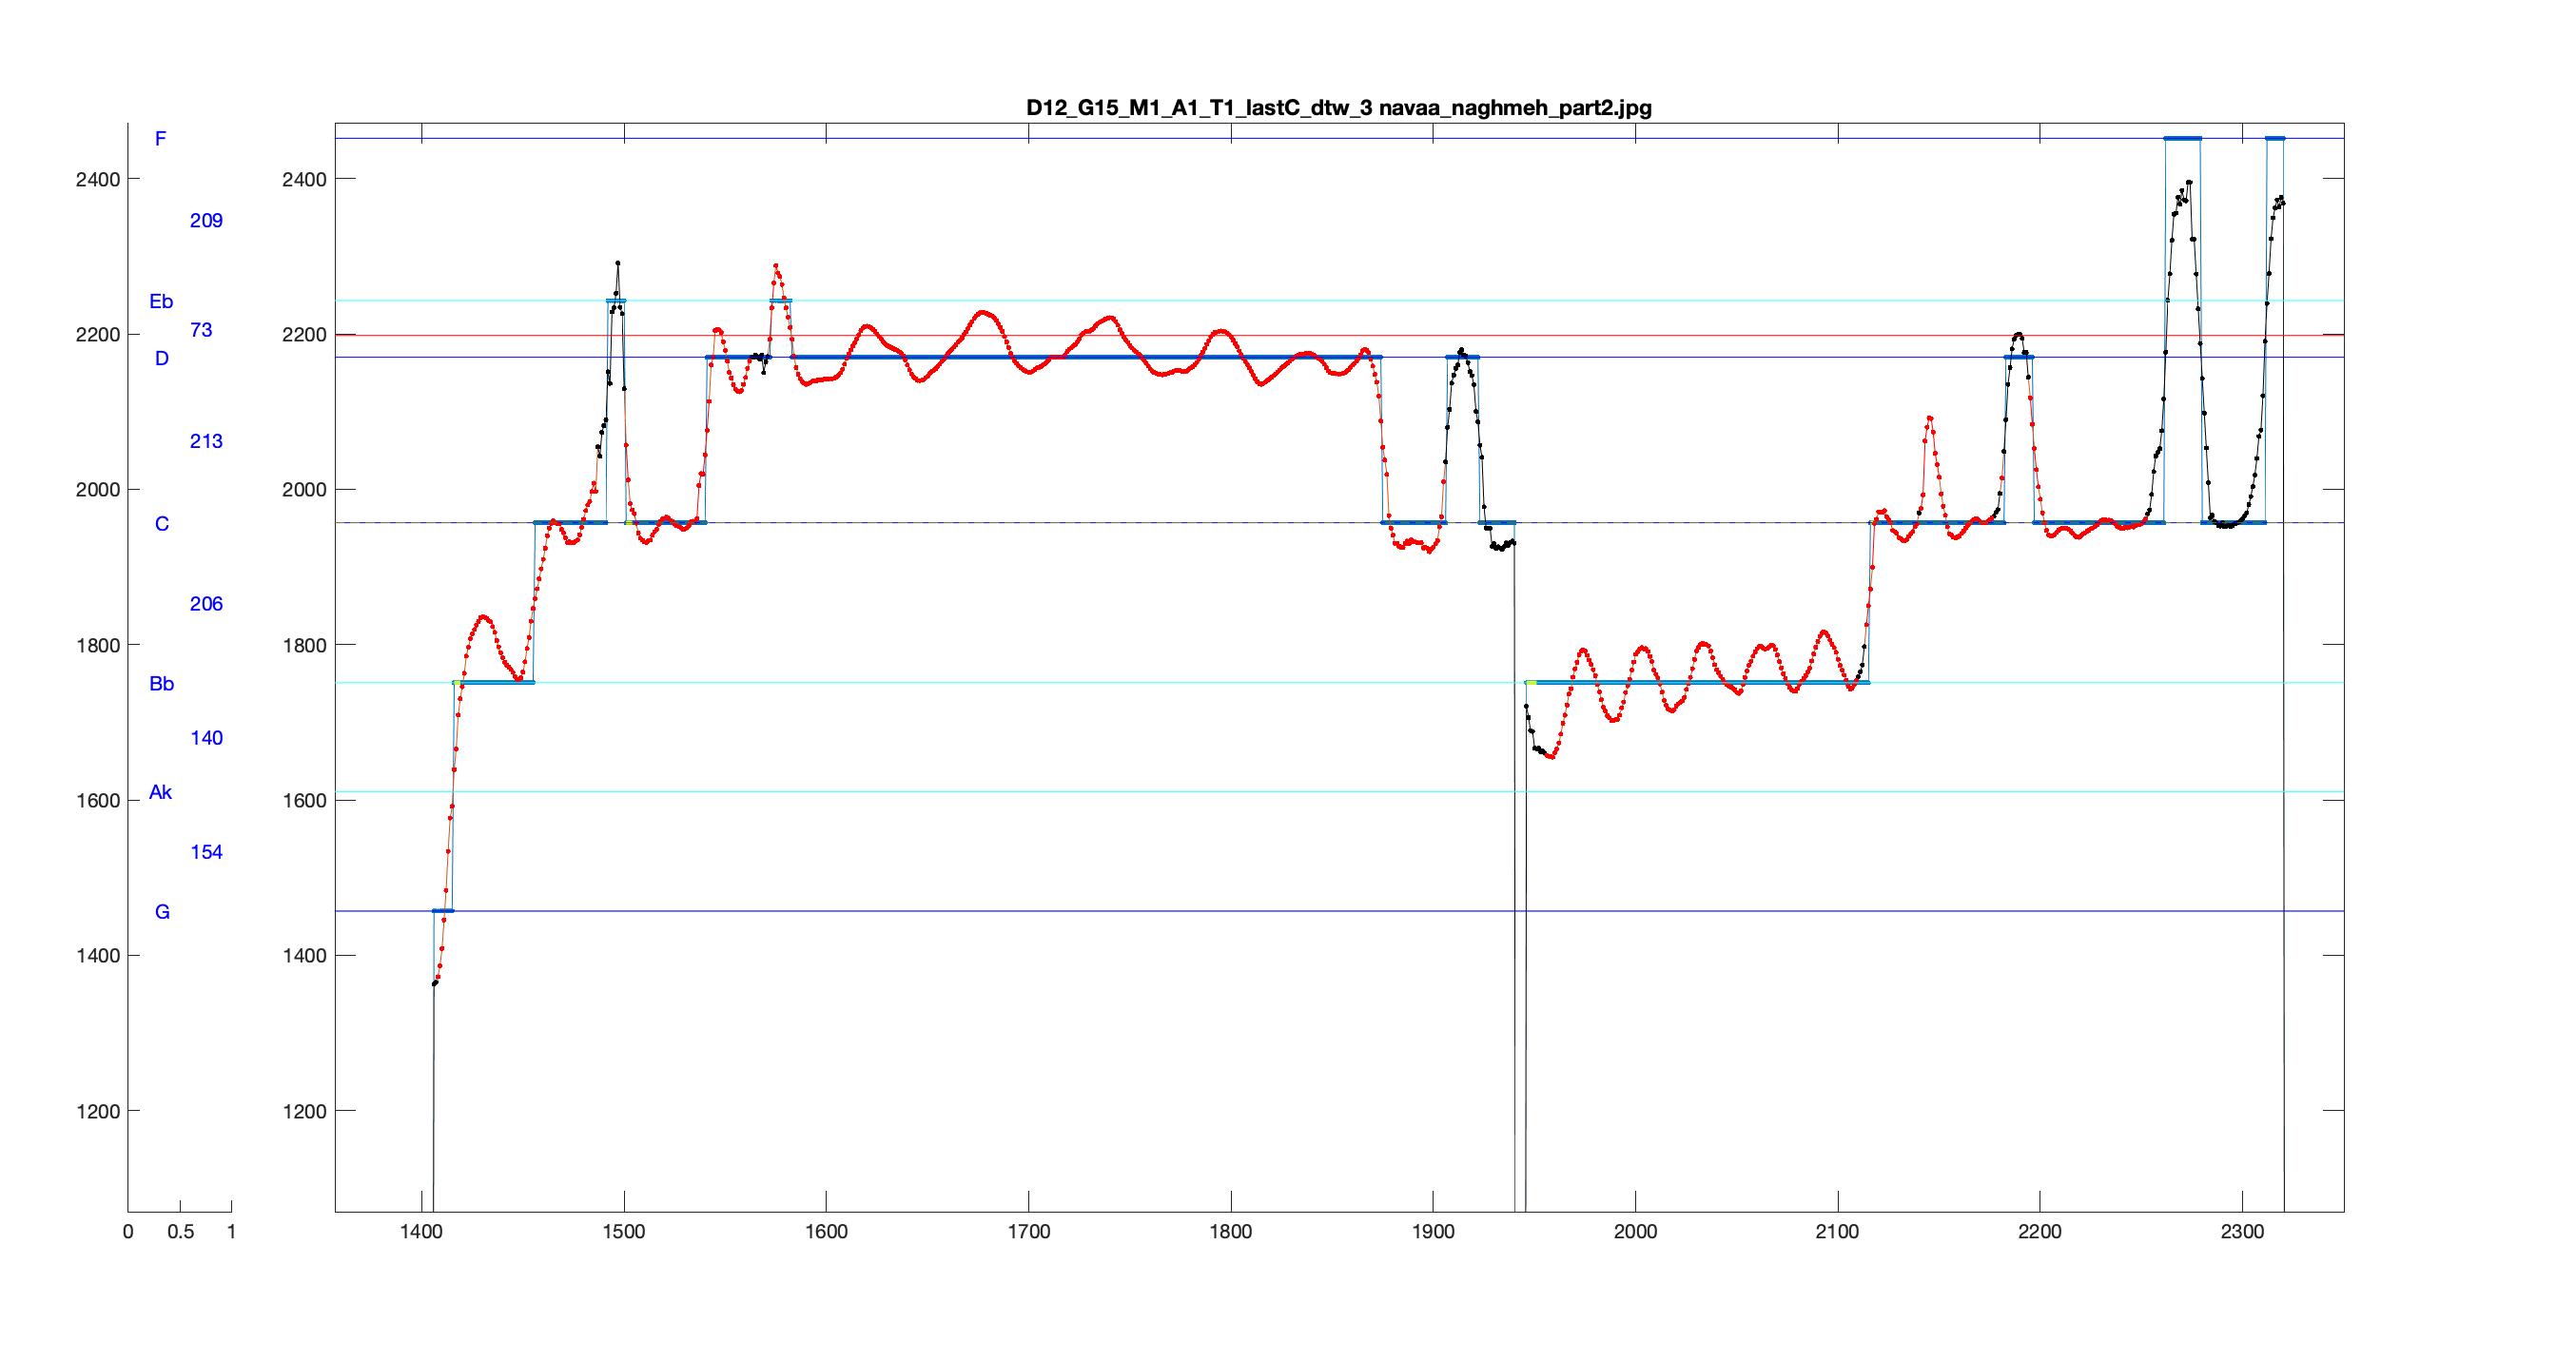 D12_G15_M1_A1_T1_lastC_dtw_3 navaa_naghmeh_part2.jpg
F
2400 2400
209
Eb
73
2200 2200
D
213
2000 2000
C
206
1800 1800
Bb
140
Ak
1600 1600
154
G
1400 1400
1200 1200
0 0.5 1 1400 1500 1600 1700 1800 1900 2000 2100 2200 2300